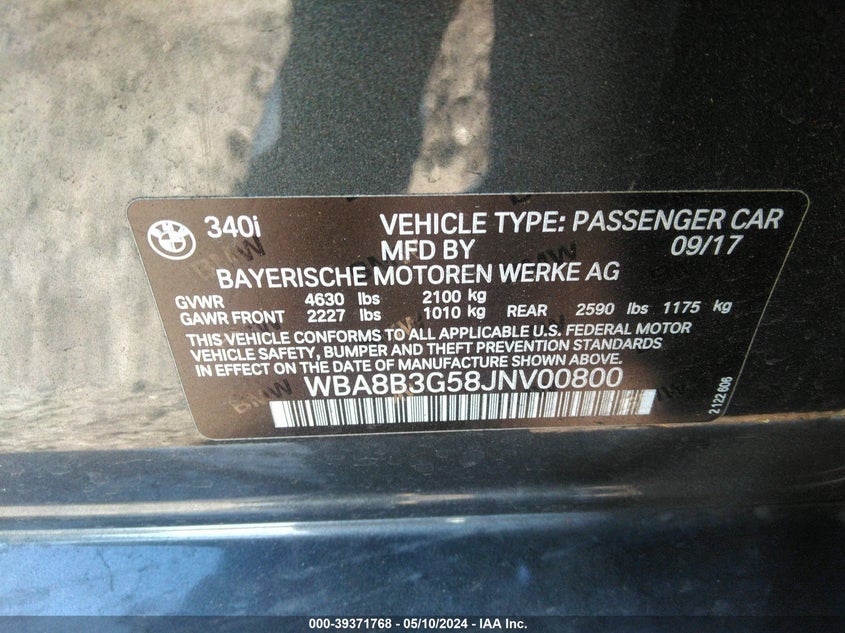 340i VEHICLE TYPE: PASSENGER CAR
MFD BY 09/17
BAYERISCHE MOTOREN WERKE AG
GVWR 4630 lbs 2100 kg
GAWR FRONT 2227 lbs 1010 kg REAR 2590 lbs 1175 kg
THIS VEHICLE CONFORMS TO ALL APPLICABLE U.S. FEDERAL MOTOR
VEHICLE SAFETY, BUMPER AND THEFT PREVENTION STANDARDS
IN EFFECT ON THE DATE OF MANUFACTURE SHOWN ABOVE.
WBA8B3G58JNV00800
2 122 606
000-39371768 - 05/10/2024 - IAA Inc.